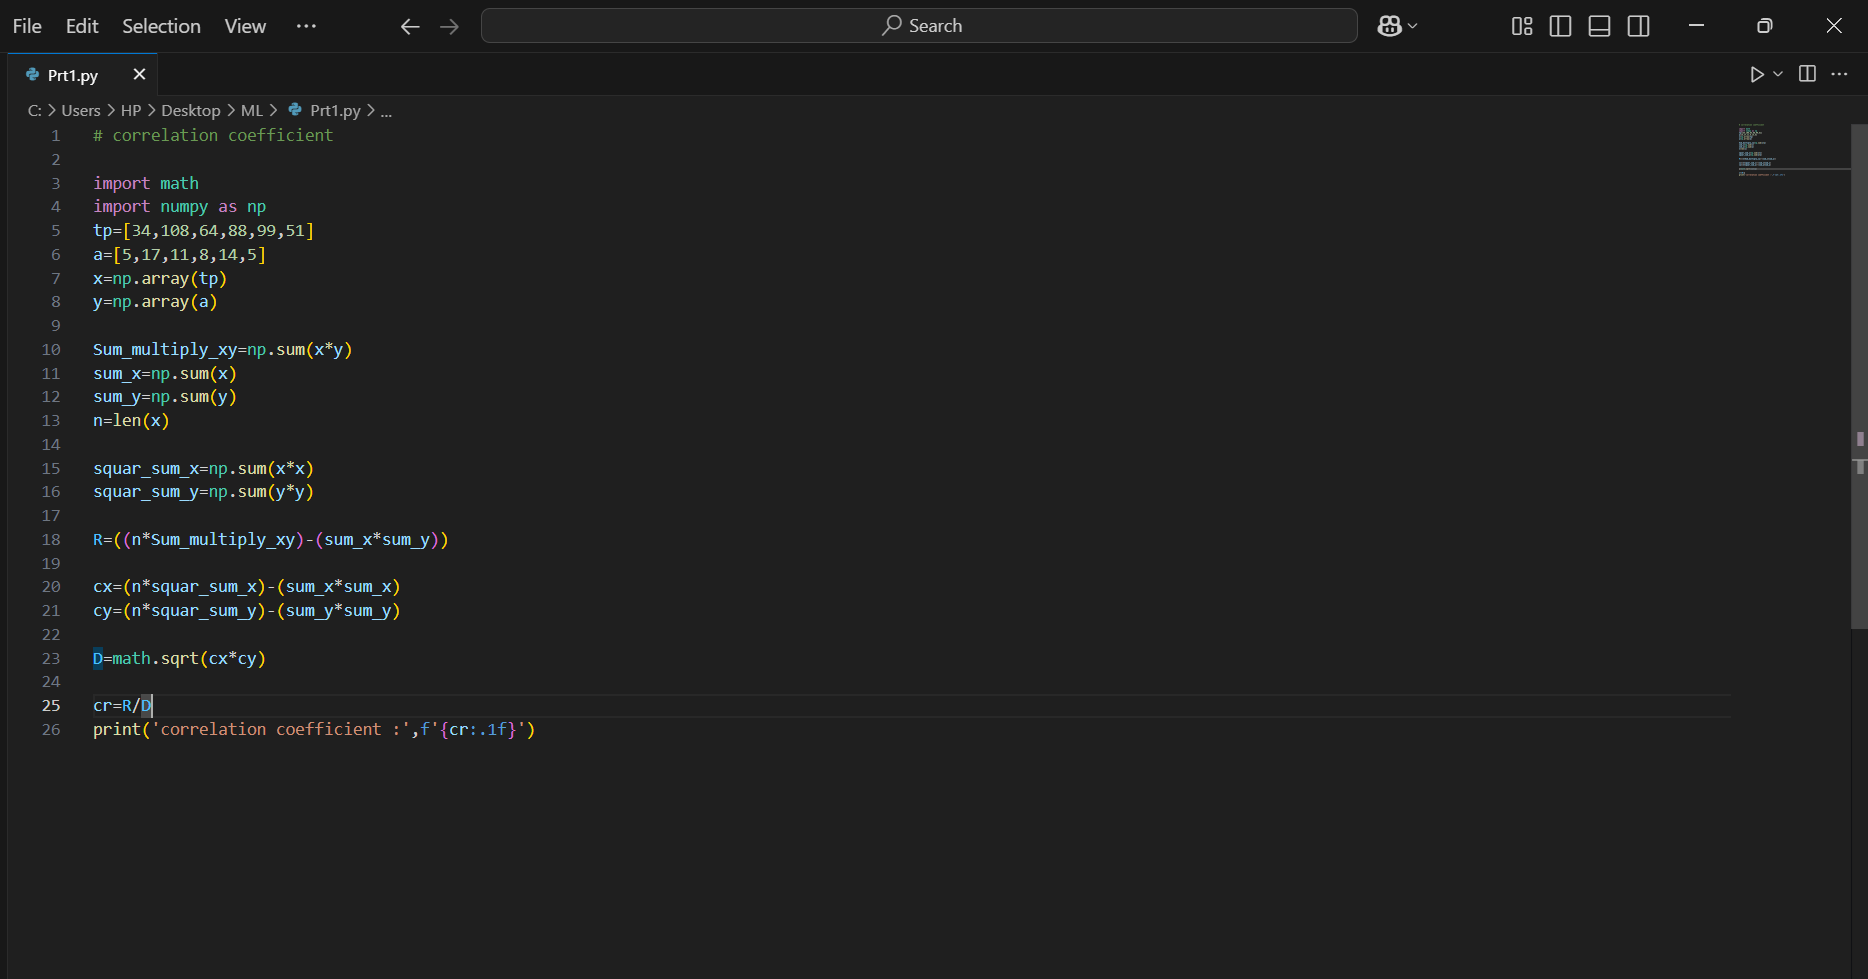 File Edit Selection View ··· Search
Prt1.py
C: > Users > HP > Desktop > ML > Prt1.py > ...
1 # correlation coefficient
2
3 import math
4 import numpy as np
5 tp=[34,108,64,88,99,51]
6 a=[5,17,11,8,14,5]
7 x=np.array(tp)
8 y=np.array(a)
9
10 Sum_multiply_xy=np.sum(x*y)
11 sum_x=np.sum(x)
12 sum_y=np.sum(y)
13 n=len(x)
14
15 squar_sum_x=np.sum(x*x)
16 squar_sum_y=np.sum(y*y)
17
18 R=((n*Sum_multiply_xy)-(sum_x*sum_y))
19
20 cx=(n*squar_sum_x)-(sum_x*sum_x)
21 cy=(n*squar_sum_y)-(sum_y*sum_y)
22
23 D=math.sqrt(cx*cy)
24
25 cr=R/D
26 print('correlation coefficient :',f'{cr:.1f}')